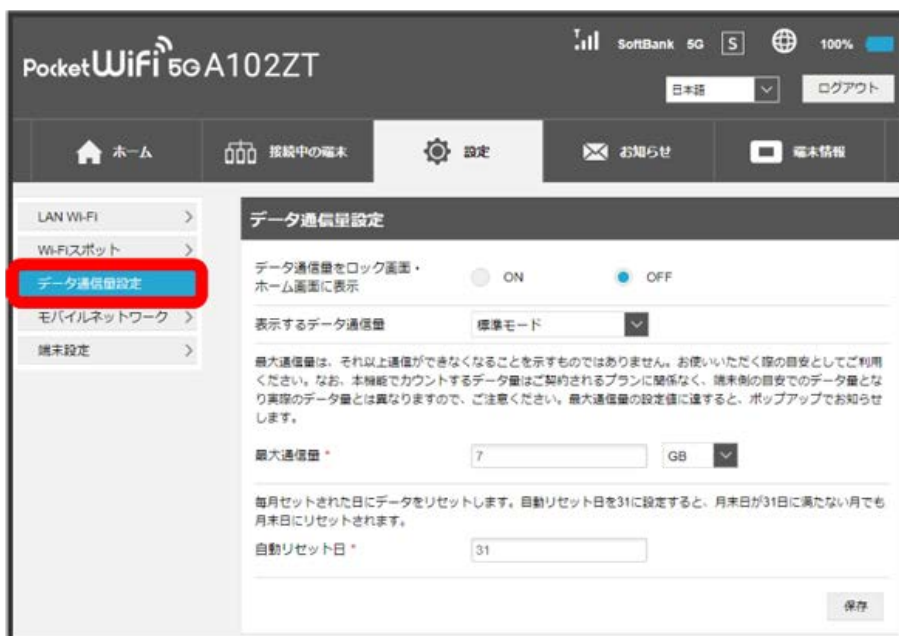 SoftBank 5G S 100%
Pocket WiFi 5G A102ZT
日本語 ログアウト
ホーム 接続中の端末 設定 お知らせ 端末情報
LAN Wi-Fi
Wi-Fiスポット
データ通信量設定
モバイルネットワーク
端末設定
データ通信量設定
データ通信量をロック画面・
ホーム画面に表示
ON OFF
表示するデータ通信量 標準モード
最大通信量は、それ以上通信ができなくなることを示すものではありません。お使いいただく際の目安としてご利用
ください。なお、本機能でカウントするデータ量はご契約されるプランに関係なく、端末側の目安でのデータ量とな
り実際のデータ量とは異なりますので、ご注意ください。最大通信量の設定値に達すると、ポップアップでお知らせ
します。
最大通信量 * 7 GB
毎月セットされた日にデータをリセットします。自動リセット日を31に設定すると、月末日が31日に満たない月でも
月末日にリセットされます。
自動リセット日 * 31
保存